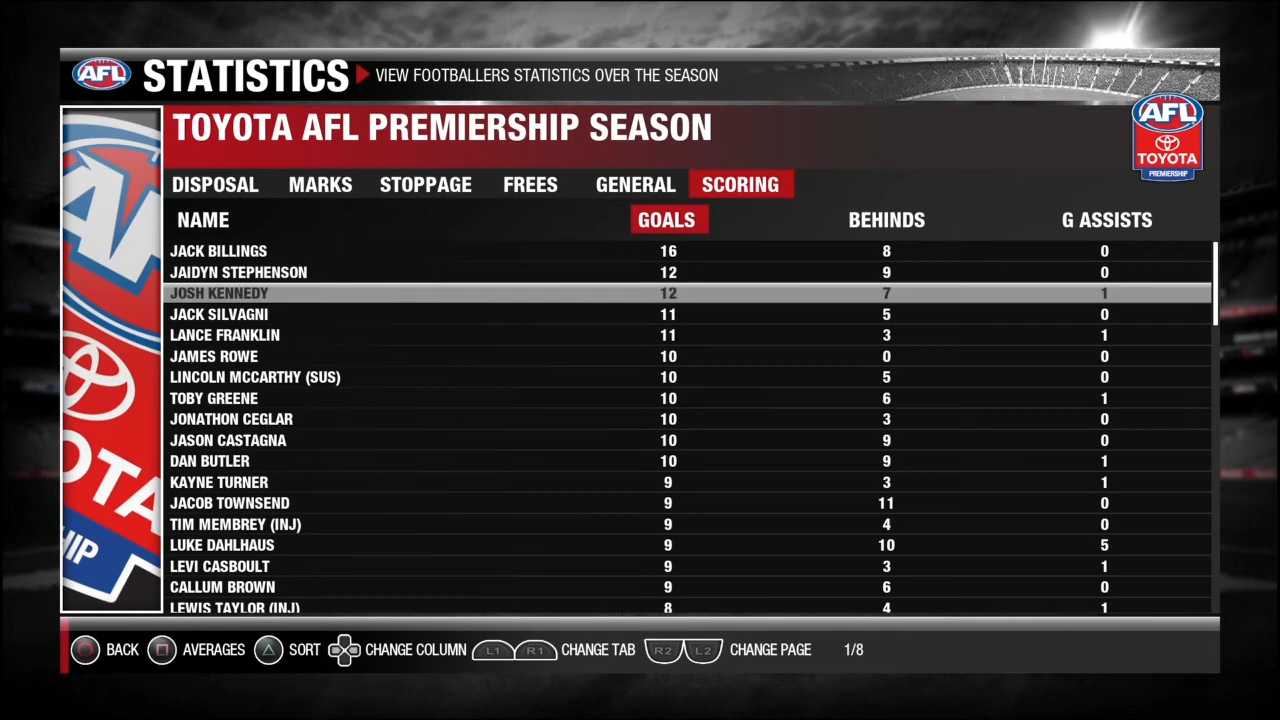 AFL STATISTICS VIEW FOOTBALLERS STATISTICS OVER THE SEASON
TOYOTA AFL PREMIERSHIP SEASON
AFL
TOYOTA
PREMIERSHIP
DISPOSAL MARKS STOPPAGE FREES GENERAL SCORING
NAME GOALS BEHINDS G ASSISTS
JACK BILLINGS 16 8 0
JAIDYN STEPHENSON 12 9 0
JOSH KENNEDY 12 7 1
JACK SILVAGNI 11 5 0
LANCE FRANKLIN 11 3 1
JAMES ROWE 10 0 0
LINCOLN MCCARTHY (SUS) 10 5 0
TOBY GREENE 10 6 1
JONATHON CEGLAR 10 3 0
JASON CASTAGNA 10 9 0
DAN BUTLER 10 9 1
KAYNE TURNER 9 3 1
JACOB TOWNSEND 9 11 0
TIM MEMBREY (INJ) 9 4 0
LUKE DAHLHAUS 9 10 5
LEVI CASBOULT 9 3 1
CALLUM BROWN 9 6 0
LEWIS TAYLOR (INJ) 8 4 1
A
OTA
HIP
BACK AVERAGES SORT CHANGE COLUMN L1 R1 CHANGE TAB R2 L2 CHANGE PAGE 1/8